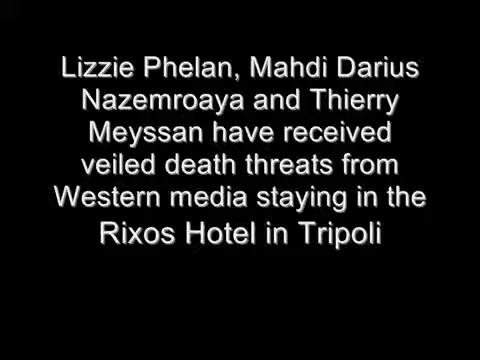 Lizzie Phelan, Mahdi Darius
Nazemroaya and Thierry
Meyssan have received
veiled death threats from
Western media staying in the
Rixos Hotel in Tripoli